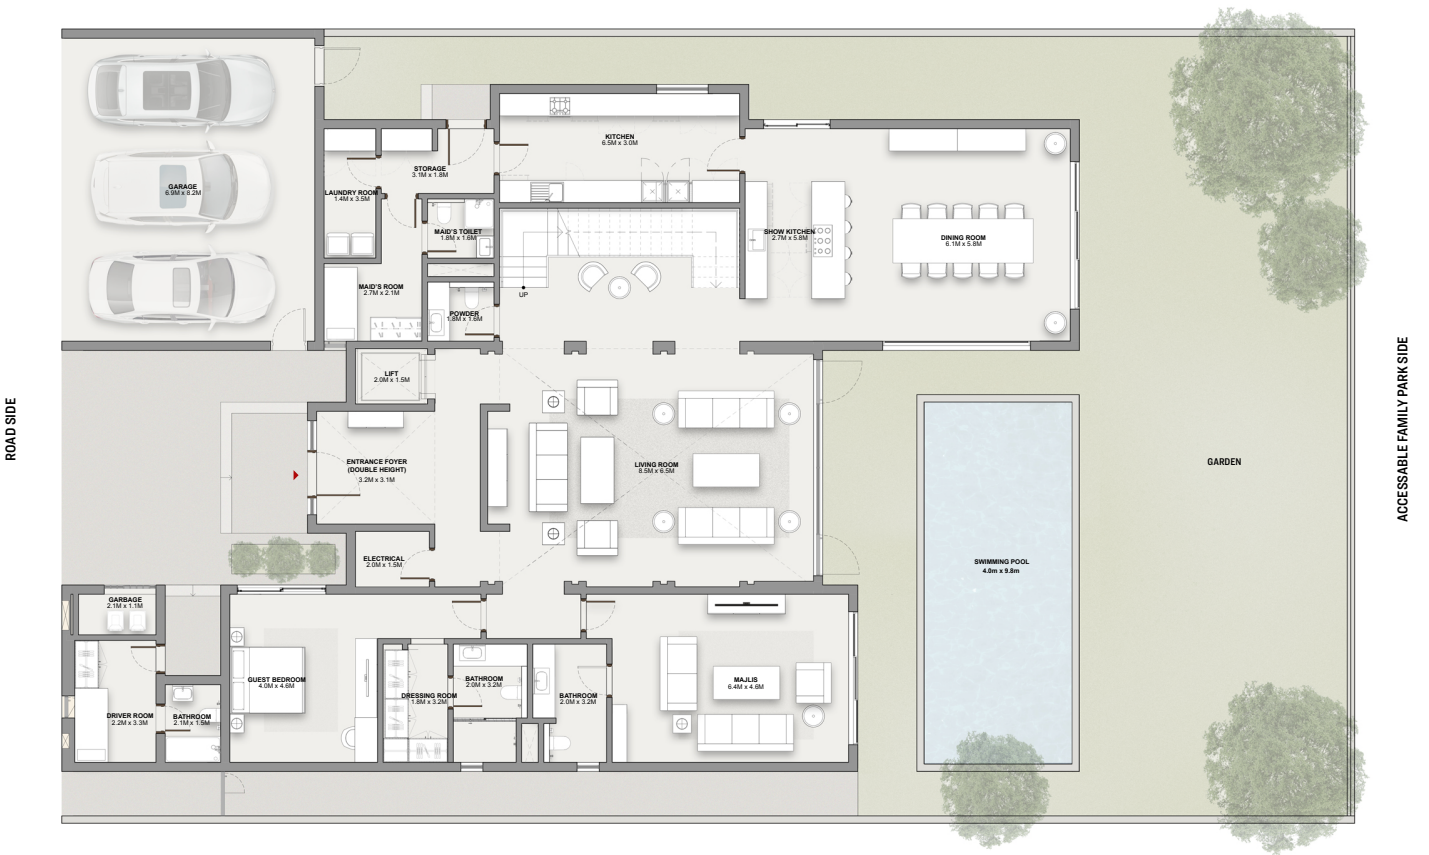 ROAD SIDE
GARAGE
6.9M x 8.2M
LAUNDRY ROOM
1.4M x 3.5M
STORAGE
3.1M x 1.8M
KITCHEN
6.5M x 3.0M
MAID'S TOILET
1.8M x 1.6M
SHOW KITCHEN
2.7M x 5.8M
DINING ROOM
6.1M x 5.8M
MAID'S ROOM
2.7M x 2.1M
UP
POWDER
1.8M x 1.6M
LIFT
2.0M x 1.5M
ENTRANCE FOYER
(DOUBLE HEIGHT)
3.2M x 3.1M
LIVING ROOM
8.5M x 6.5M
GARDEN
ACCESSABLE FAMILY PARK SIDE
ELECTRICAL
2.0M x 1.5M
SWIMMING POOL
4.0m x 9.8m
GARBAGE
2.1M x 1.1M
GUEST BEDROOM
4.0M x 4.6M
DRESSING ROOM
1.8M x 3.2M
BATHROOM
2.0M x 3.2M
BATHROOM
2.0M x 3.2M
MAJLIS
6.4M x 4.6M
DRIVER ROOM
2.2M x 3.3M
BATHROOM
2.1M x 1.5M